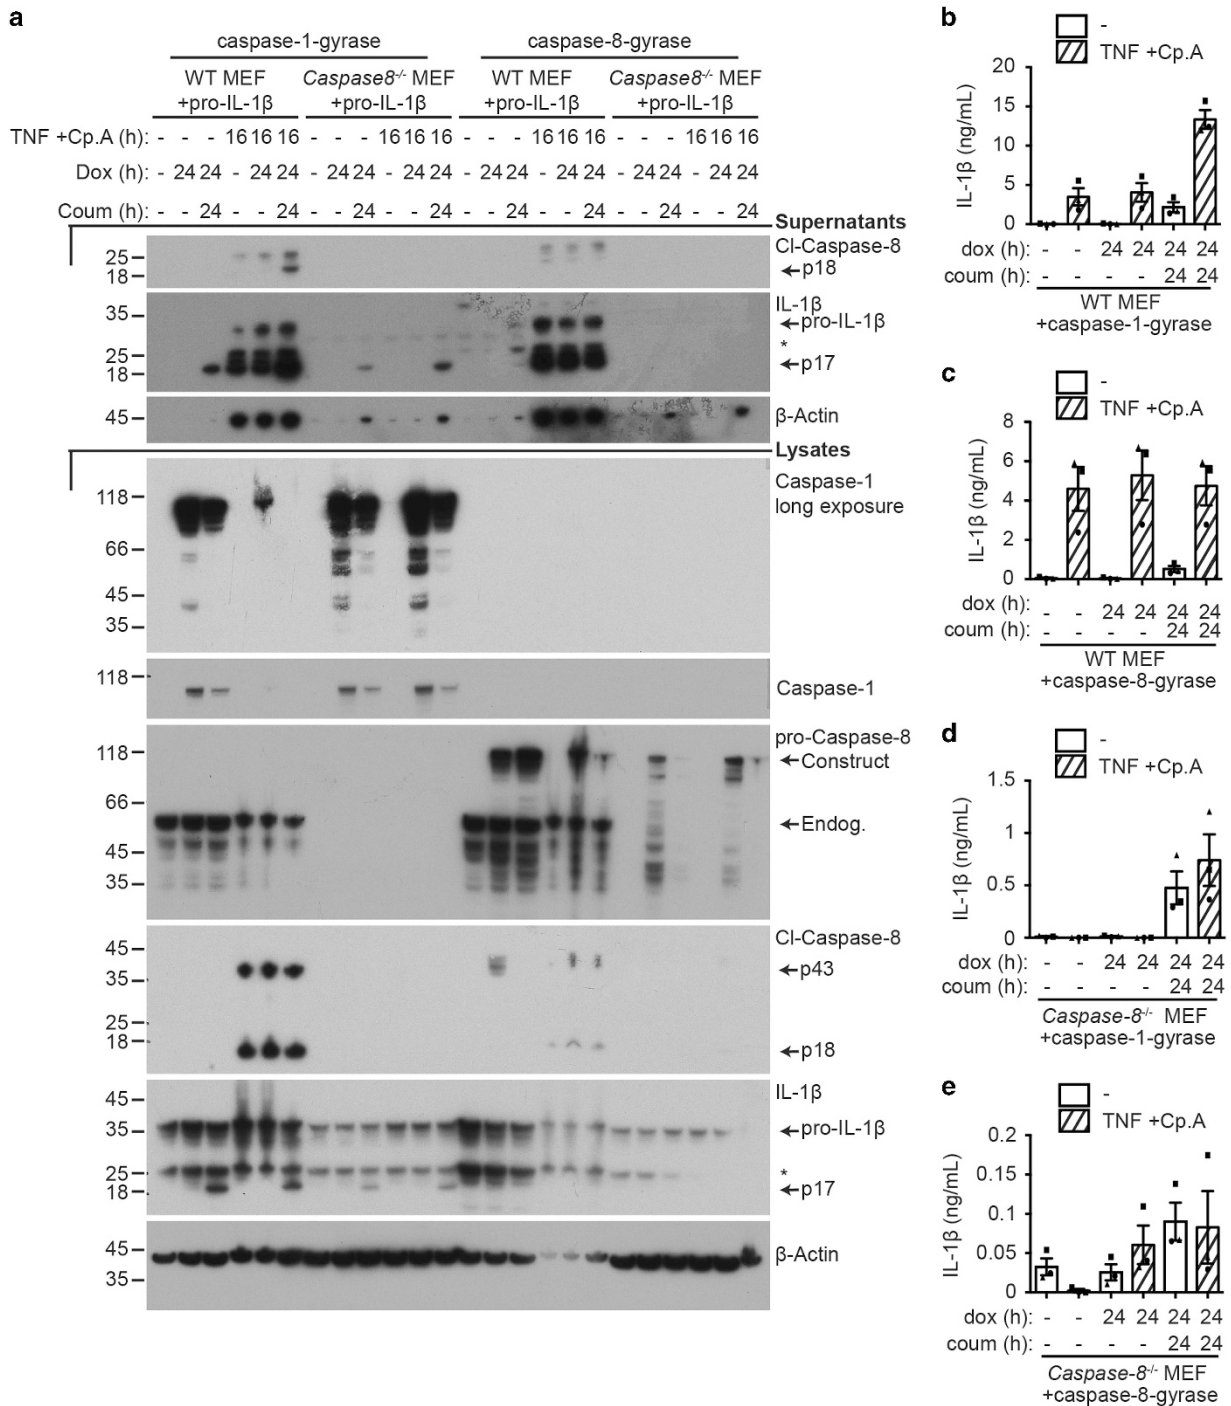 a
caspase-1-gyrase
caspase-8-gyrase
WT MEF
+pro-IL-1β
Caspase8-/- MEF
+pro-IL-1β
WT MEF
+pro-IL-1β
Caspase8-/- MEF
+pro-IL-1β
TNF +Cp.A (h): - - - 16 16 16 - - - 16 16 16 - - - 16 16 16 - - - 16 16 16
Dox (h): - 24 24 - 24 24 - 24 24 - 24 24 - 24 24 - 24 24 - 24 24 - 24 24
Coum (h): - - 24 - - 24 - - 24 - - 24 - - 24 - - 24 - - 24 - - 24
Supernatants
Cl-Caspase-8
25
←p18
18
IL-1β
35
←pro-IL-1β
*
25
←p17
18
45
β-Actin
Lysates
Caspase-1
long exposure
118
66
45
35
118
Caspase-1
pro-Caspase-8
118
←Construct
66
←Endog.
45
35
Cl-Caspase-8
45
←p43
35
25
18
←p18
IL-1β
45
35
←pro-IL-1β
25
*
18
←p17
45
β-Actin
35
b
-
TNF +Cp.A
IL-1β (ng/mL)
20
15
10
5
0
dox (h): - - 24 24 24 24
coum (h): - - - - 24 24
WT MEF
+caspase-1-gyrase
c
-
TNF +Cp.A
IL-1β (ng/mL)
8
6
4
2
0
dox (h): - - 24 24 24 24
coum (h): - - - - 24 24
WT MEF
+caspase-8-gyrase
d
-
TNF +Cp.A
IL-1β (ng/mL)
1.5
1
0.5
0
dox (h): - - 24 24 24 24
coum (h): - - - - 24 24
Caspase-8-/- MEF
+caspase-1-gyrase
e
-
TNF +Cp.A
IL-1β (ng/mL)
0.2
0.15
0.1
0.05
0
dox (h): - - 24 24 24 24
coum (h): - - - - 24 24
Caspase-8-/- MEF
+caspase-8-gyrase